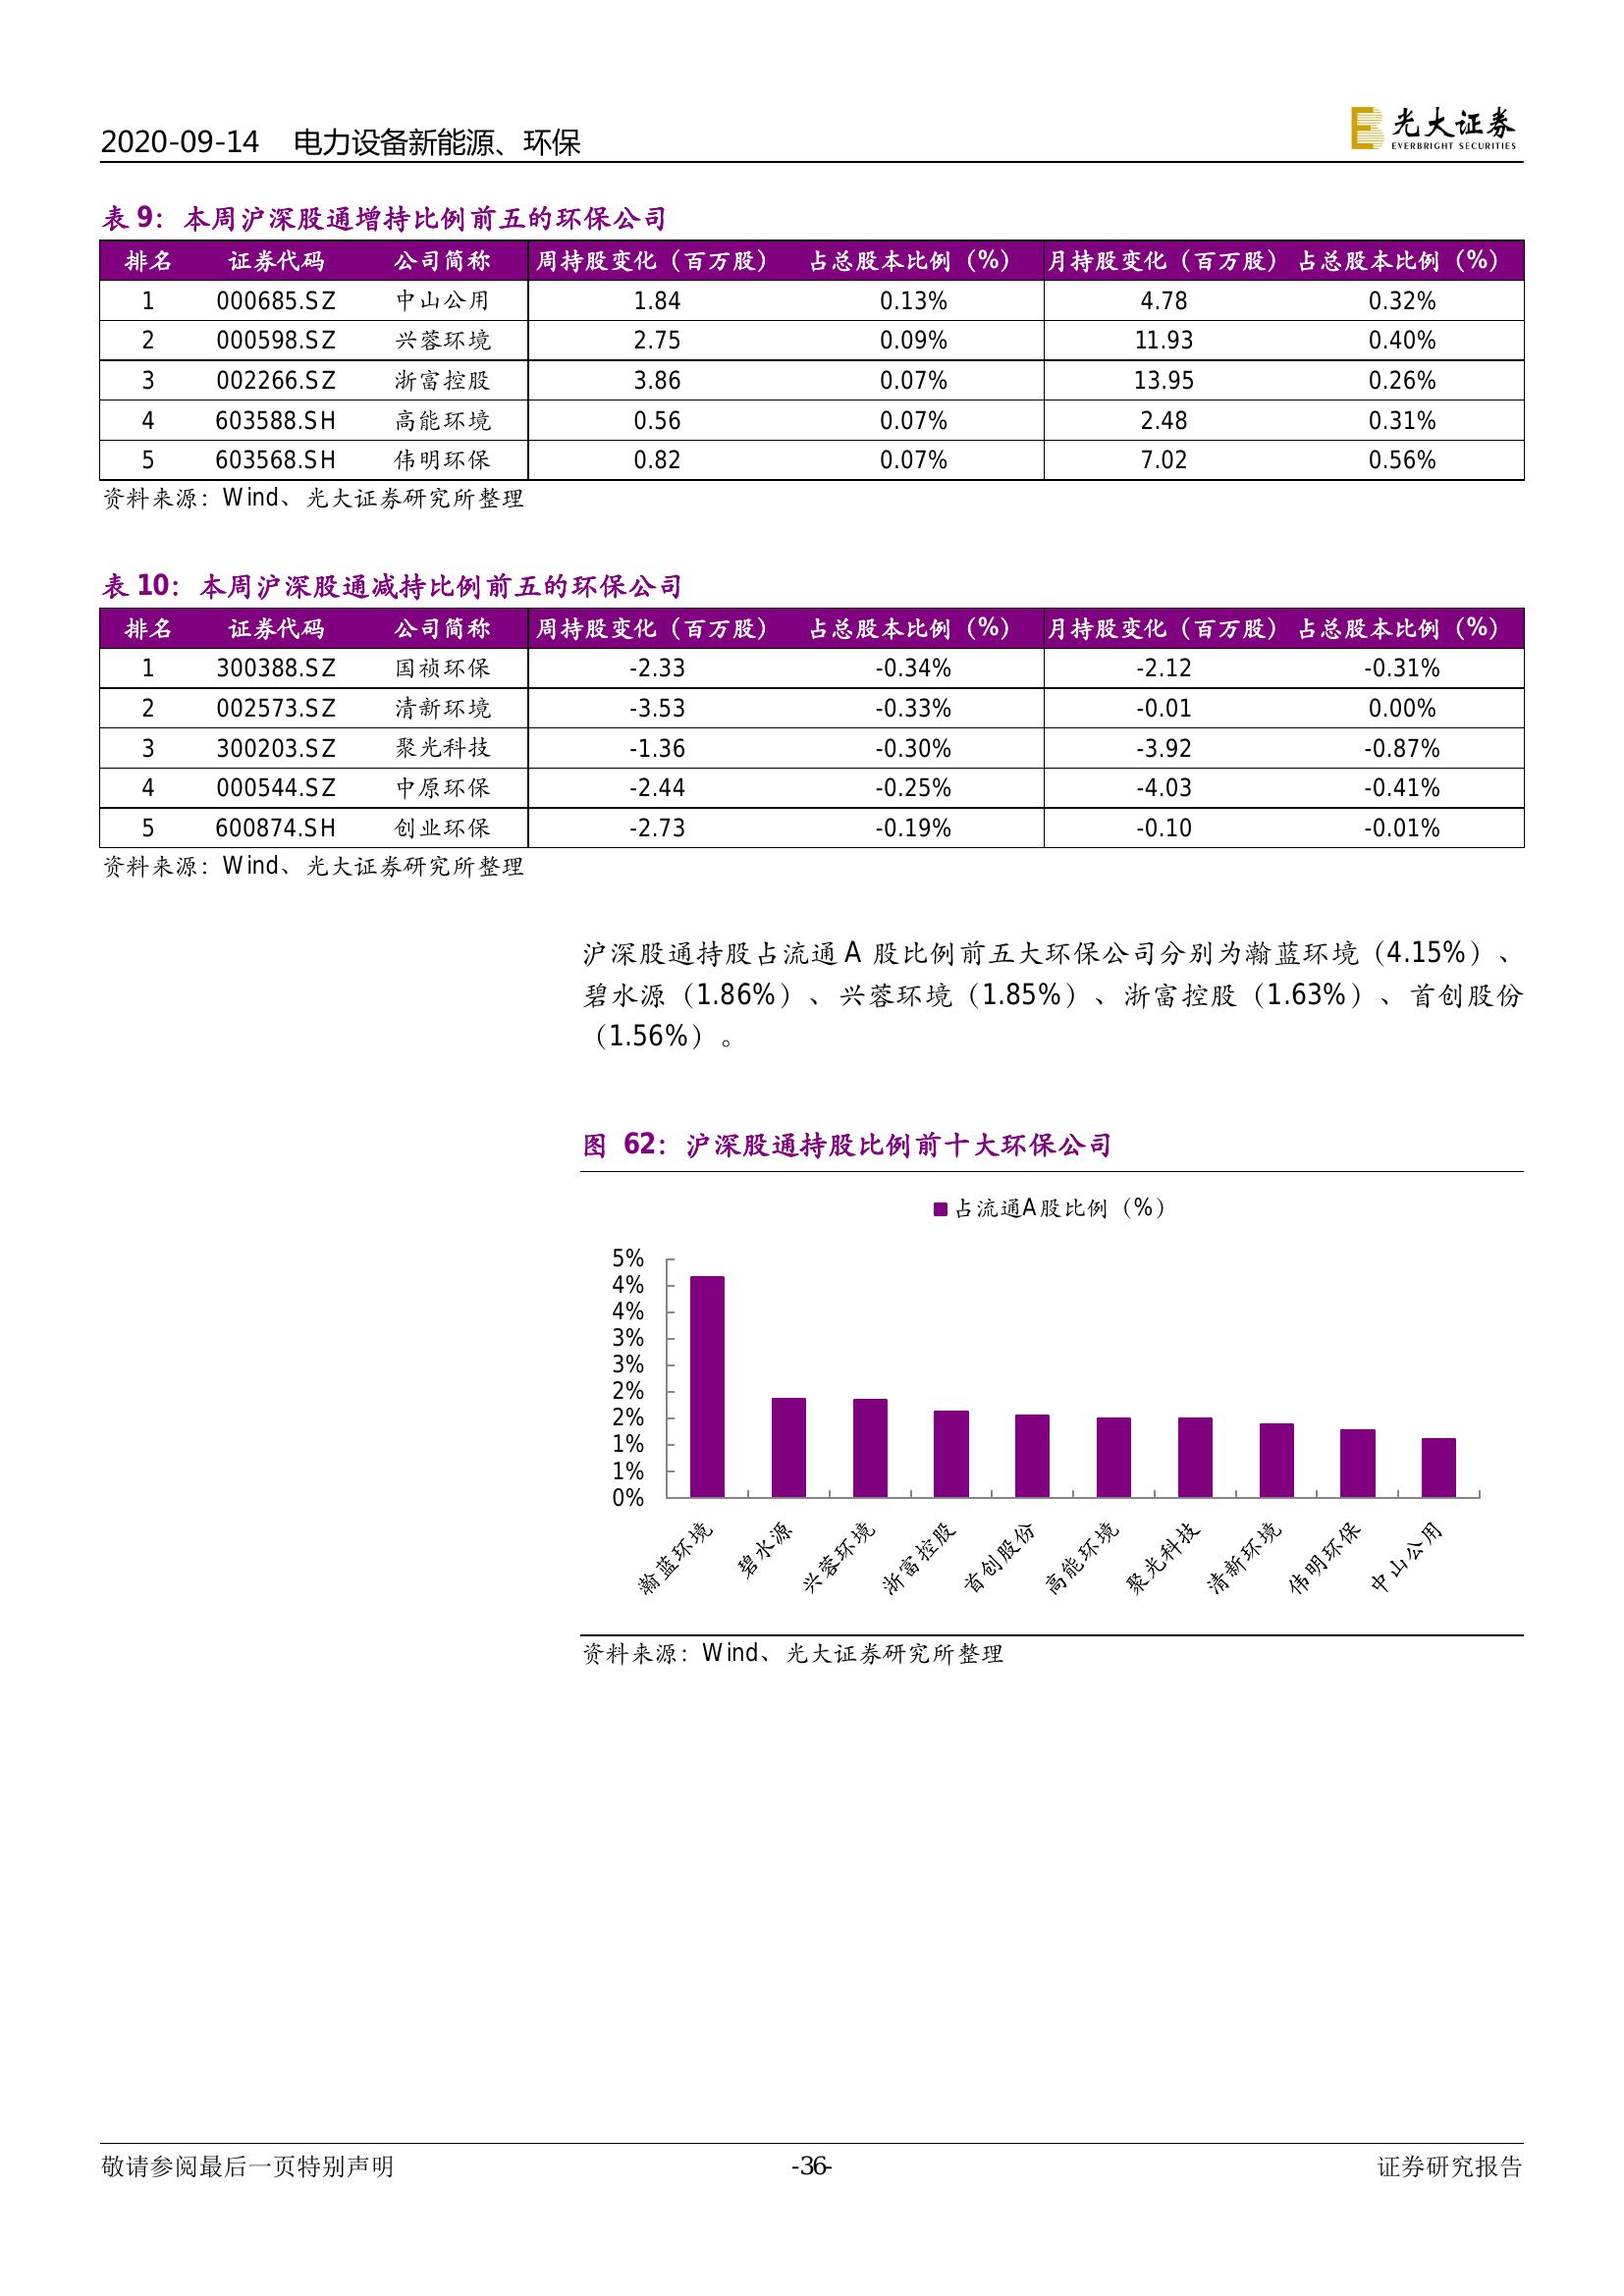 2020-09-14 电力设备新能源、环保
光大证券
EVERBRIGHT SECURITIES
表 9：本周沪深股通增持比例前五的环保公司
排名 证券代码 公司简称 周持股变化（百万股） 占总股本比例（%） 月持股变化（百万股） 占总股本比例（%）
1 000685.SZ 中山公用 1.84 0.13% 4.78 0.32%
2 000598.SZ 兴蓉环境 2.75 0.09% 11.93 0.40%
3 002266.SZ 浙富控股 3.86 0.07% 13.95 0.26%
4 603588.SH 高能环境 0.56 0.07% 2.48 0.31%
5 603568.SH 伟明环保 0.82 0.07% 7.02 0.56%
资料来源：Wind、光大证券研究所整理
表 10：本周沪深股通减持比例前五的环保公司
排名 证券代码 公司简称 周持股变化（百万股） 占总股本比例（%） 月持股变化（百万股） 占总股本比例（%）
1 300388.SZ 国祯环保 -2.33 -0.34% -2.12 -0.31%
2 002573.SZ 清新环境 -3.53 -0.33% -0.01 0.00%
3 300203.SZ 聚光科技 -1.36 -0.30% -3.92 -0.87%
4 000544.SZ 中原环保 -2.44 -0.25% -4.03 -0.41%
5 600874.SH 创业环保 -2.73 -0.19% -0.10 -0.01%
资料来源：Wind、光大证券研究所整理
沪深股通持股占流通 A 股比例前五大环保公司分别为瀚蓝环境（4.15%）、
碧水源（1.86%）、兴蓉环境（1.85%）、浙富控股（1.63%）、首创股份
（1.56%）。
图 62：沪深股通持股比例前十大环保公司
占流通A股比例（%）
5%
4%
4%
3%
3%
2%
2%
1%
1%
0%
瀚蓝环境 碧水源 兴蓉环境 浙富控股 首创股份 高能环境 聚光科技 清新环境 伟明环保 中山公用
资料来源：Wind、光大证券研究所整理
敬请参阅最后一页特别声明 -36- 证券研究报告